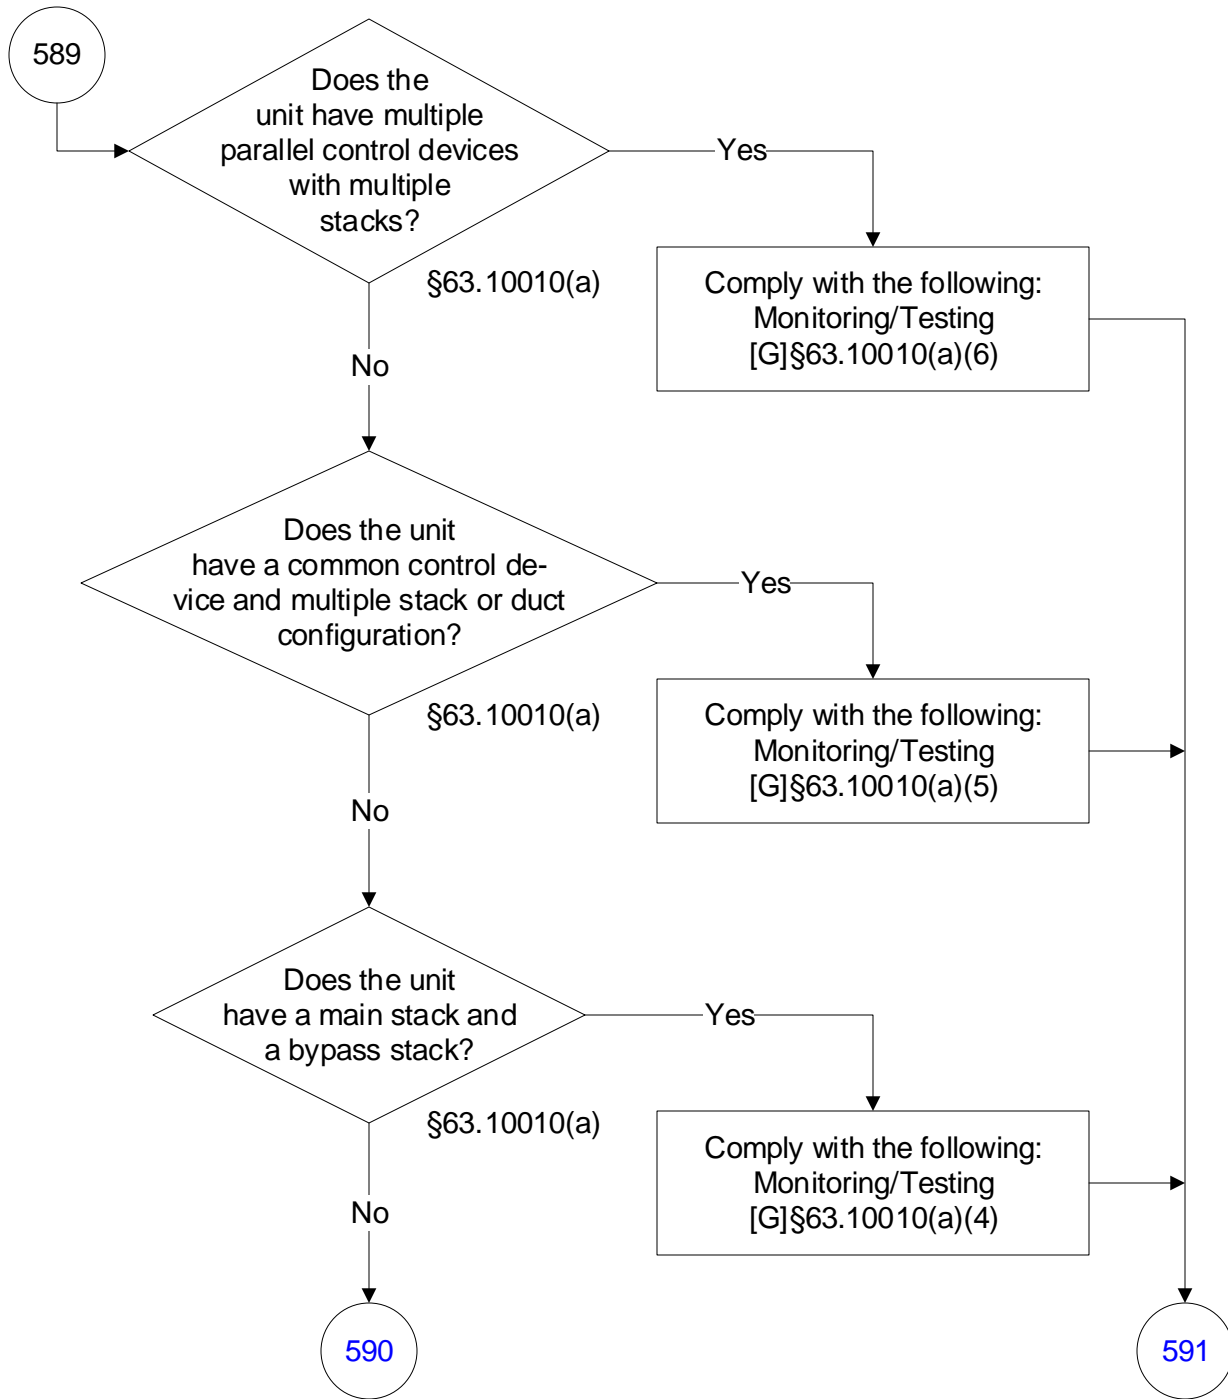 589
Does the
unit have multiple
parallel control devices
with multiple
stacks?
Yes
§63.10010(a)
Comply with the following:
Monitoring/Testing
[G]§63.10010(a)(6)
No
Does the unit
have a common control de-
vice and multiple stack or duct
configuration?
Yes
§63.10010(a)
Comply with the following:
Monitoring/Testing
[G]§63.10010(a)(5)
No
Does the unit
have a main stack and
a bypass stack?
Yes
§63.10010(a)
Comply with the following:
Monitoring/Testing
[G]§63.10010(a)(4)
No
590
591